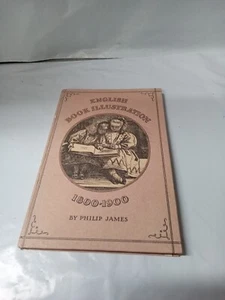 ENGLISH
BOOK ILLUSTRATION
1800-1900
BY PHILIP JAMES